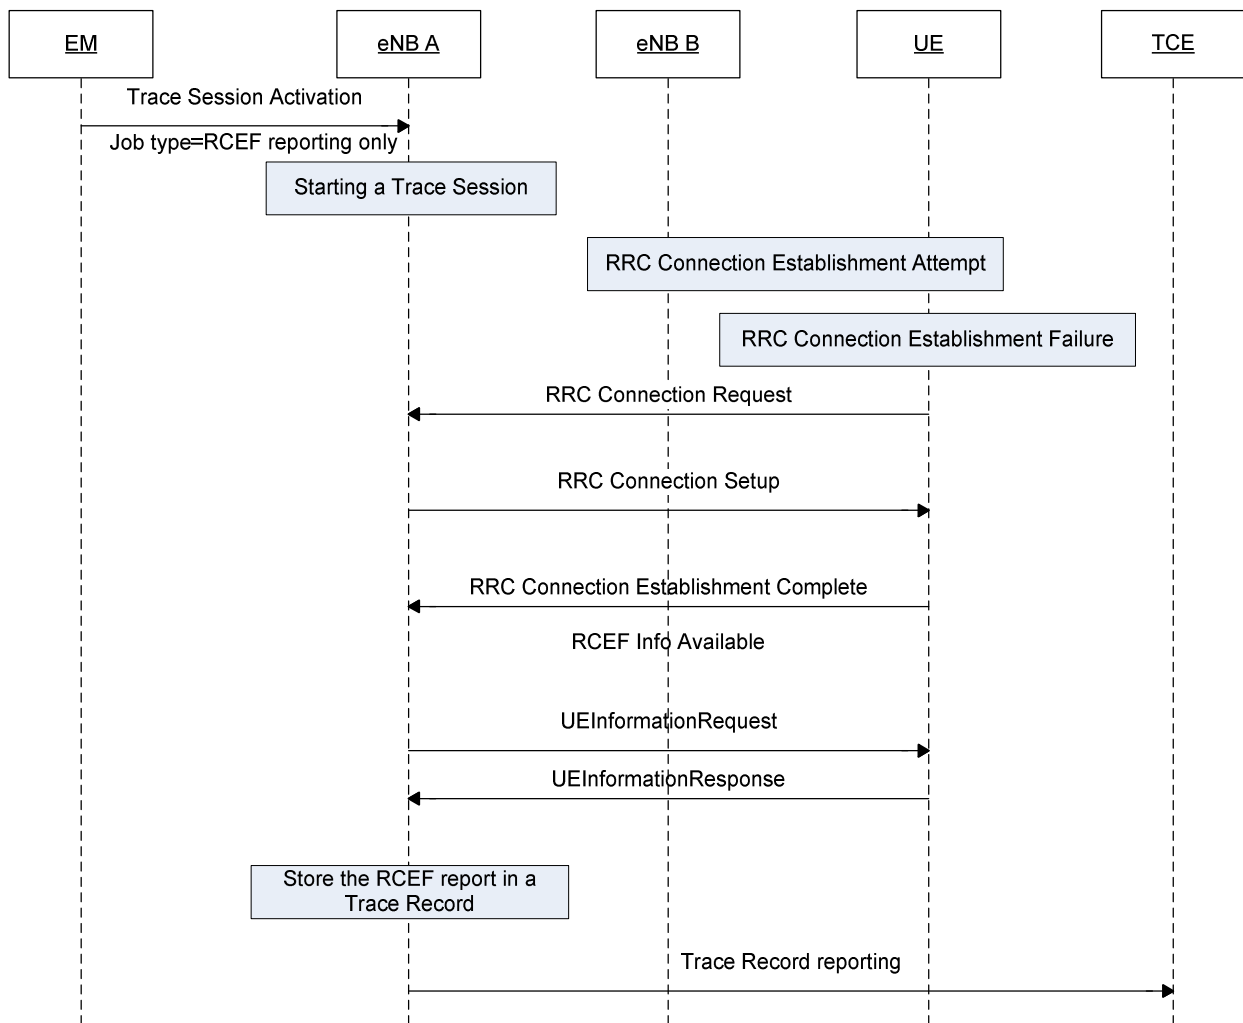 EM
eNB A
eNB B
UE
TCE
Trace Session Activation
Job type=RCEF reporting only
Starting a Trace Session
RRC Connection Establishment Attempt
RRC Connection Establishment Failure
RRC Connection Request
RRC Connection Setup
RRC Connection Establishment Complete
RCEF Info Available
UEInformationRequest
UEInformationResponse
Store the RCEF report in a
Trace Record
Trace Record reporting